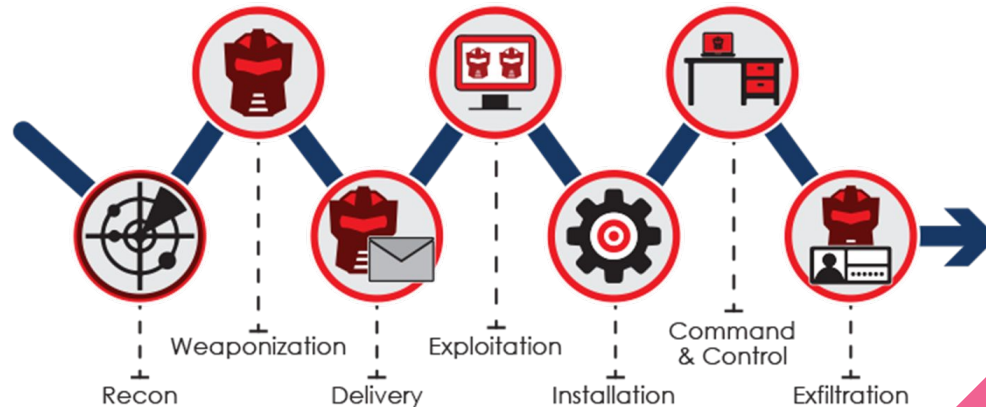 Recon
Weaponization
Delivery
Exploitation
Installation
Command
& Control
Exfiltration